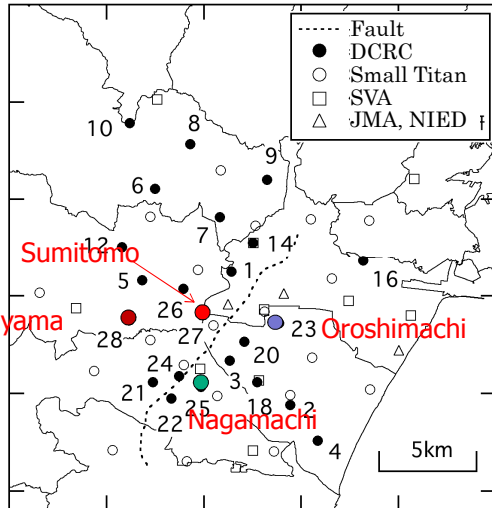 Fault
DCRC
Small Titan
SVA
JMA, NIED
10
8
9
6
7
14
12
Sumitomo
5
1
16
26
yama
28
27
23
Oroshimachi
20
24
3
21
25
18
2
22
Nagamachi
4
5km